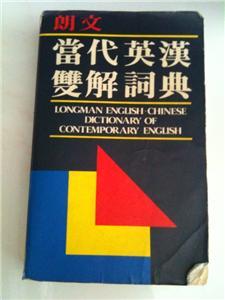 朗文
當代英漢
雙解詞典
LONGMAN ENGLISH-CHINESE
DICTIONARY OF
CONTEMPORARY ENGLISH